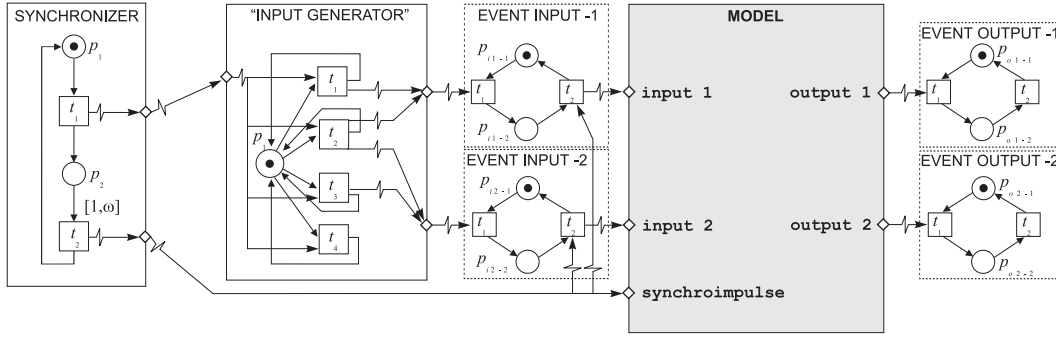 SYNCHRONIZER
p1
t1
p2
[1,ω]
t2
"INPUT GENERATOR"
t1
p1
t2
t3
t4
EVENT INPUT -1
pi1-1
t1
t2
pi1-2
EVENT INPUT -2
pi2-1
t1
t2
pi2-2
MODEL
input 1
output 1
input 2
output 2
synchroimpulse
EVENT OUTPUT -1
po1-1
t1
t2
po1-2
EVENT OUTPUT -2
po2-1
t1
t2
po2-2